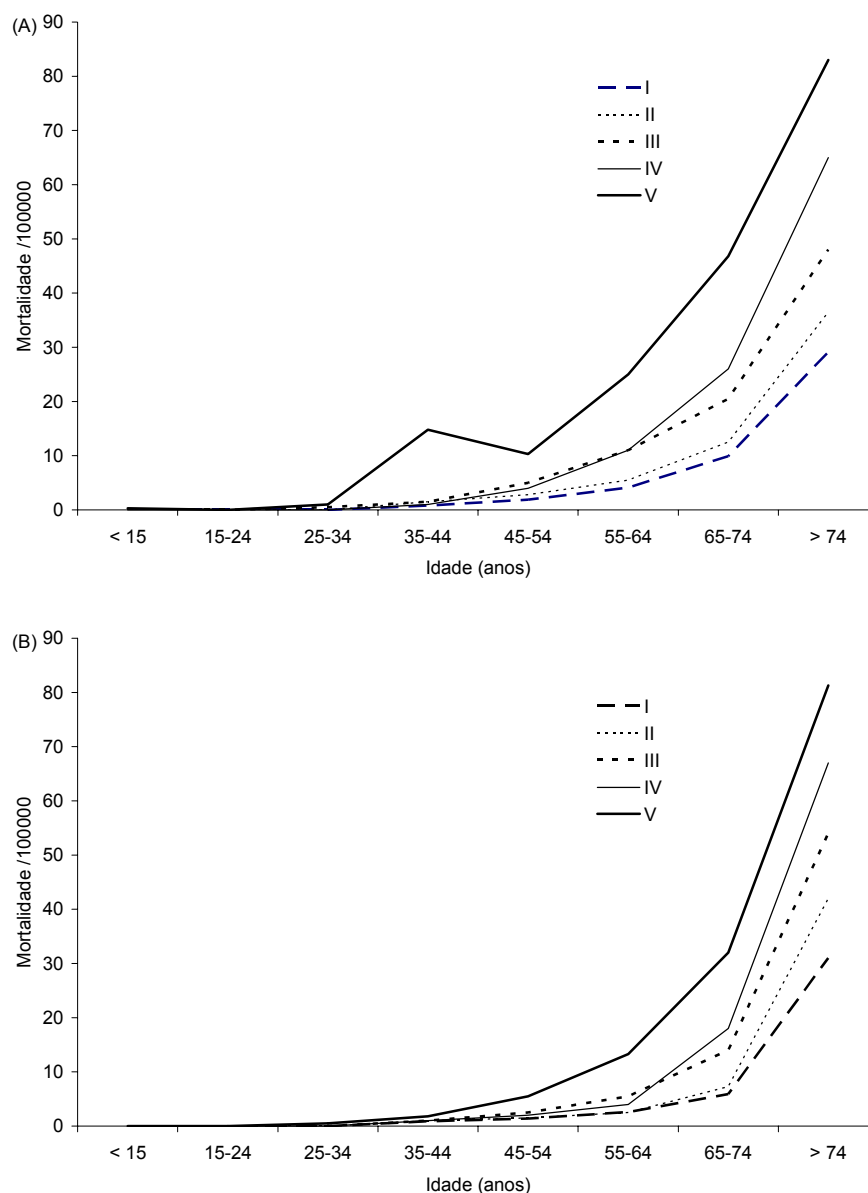 (A)
Mortalidade /100000
90
80
70
60
50
40
30
20
10
0
I
II
III
IV
V
< 15 15-24 25-34 35-44 45-54 55-64 65-74 > 74
Idade (anos)
(B)
Mortalidade /100000
90
80
70
60
50
40
30
20
10
0
I
II
III
IV
V
< 15 15-24 25-34 35-44 45-54 55-64 65-74 > 74
Idade (anos)